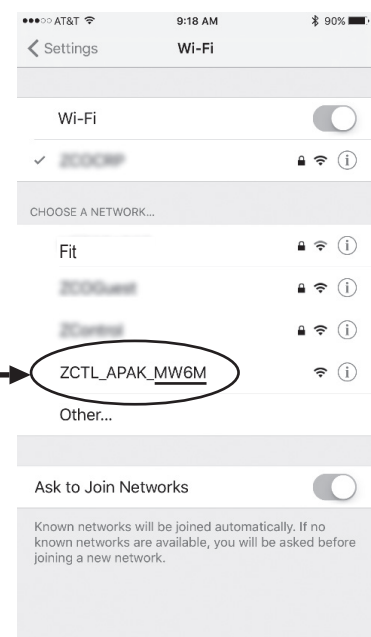 AT&T 9:18 AM 90%
Settings Wi-Fi
Wi-Fi
CHOOSE A NETWORK...
Fit
ZCTL_APAK_MW6M
Other...
Ask to Join Networks
Known networks will be joined automatically. If no
known networks are available, you will be asked before
joining a new network.